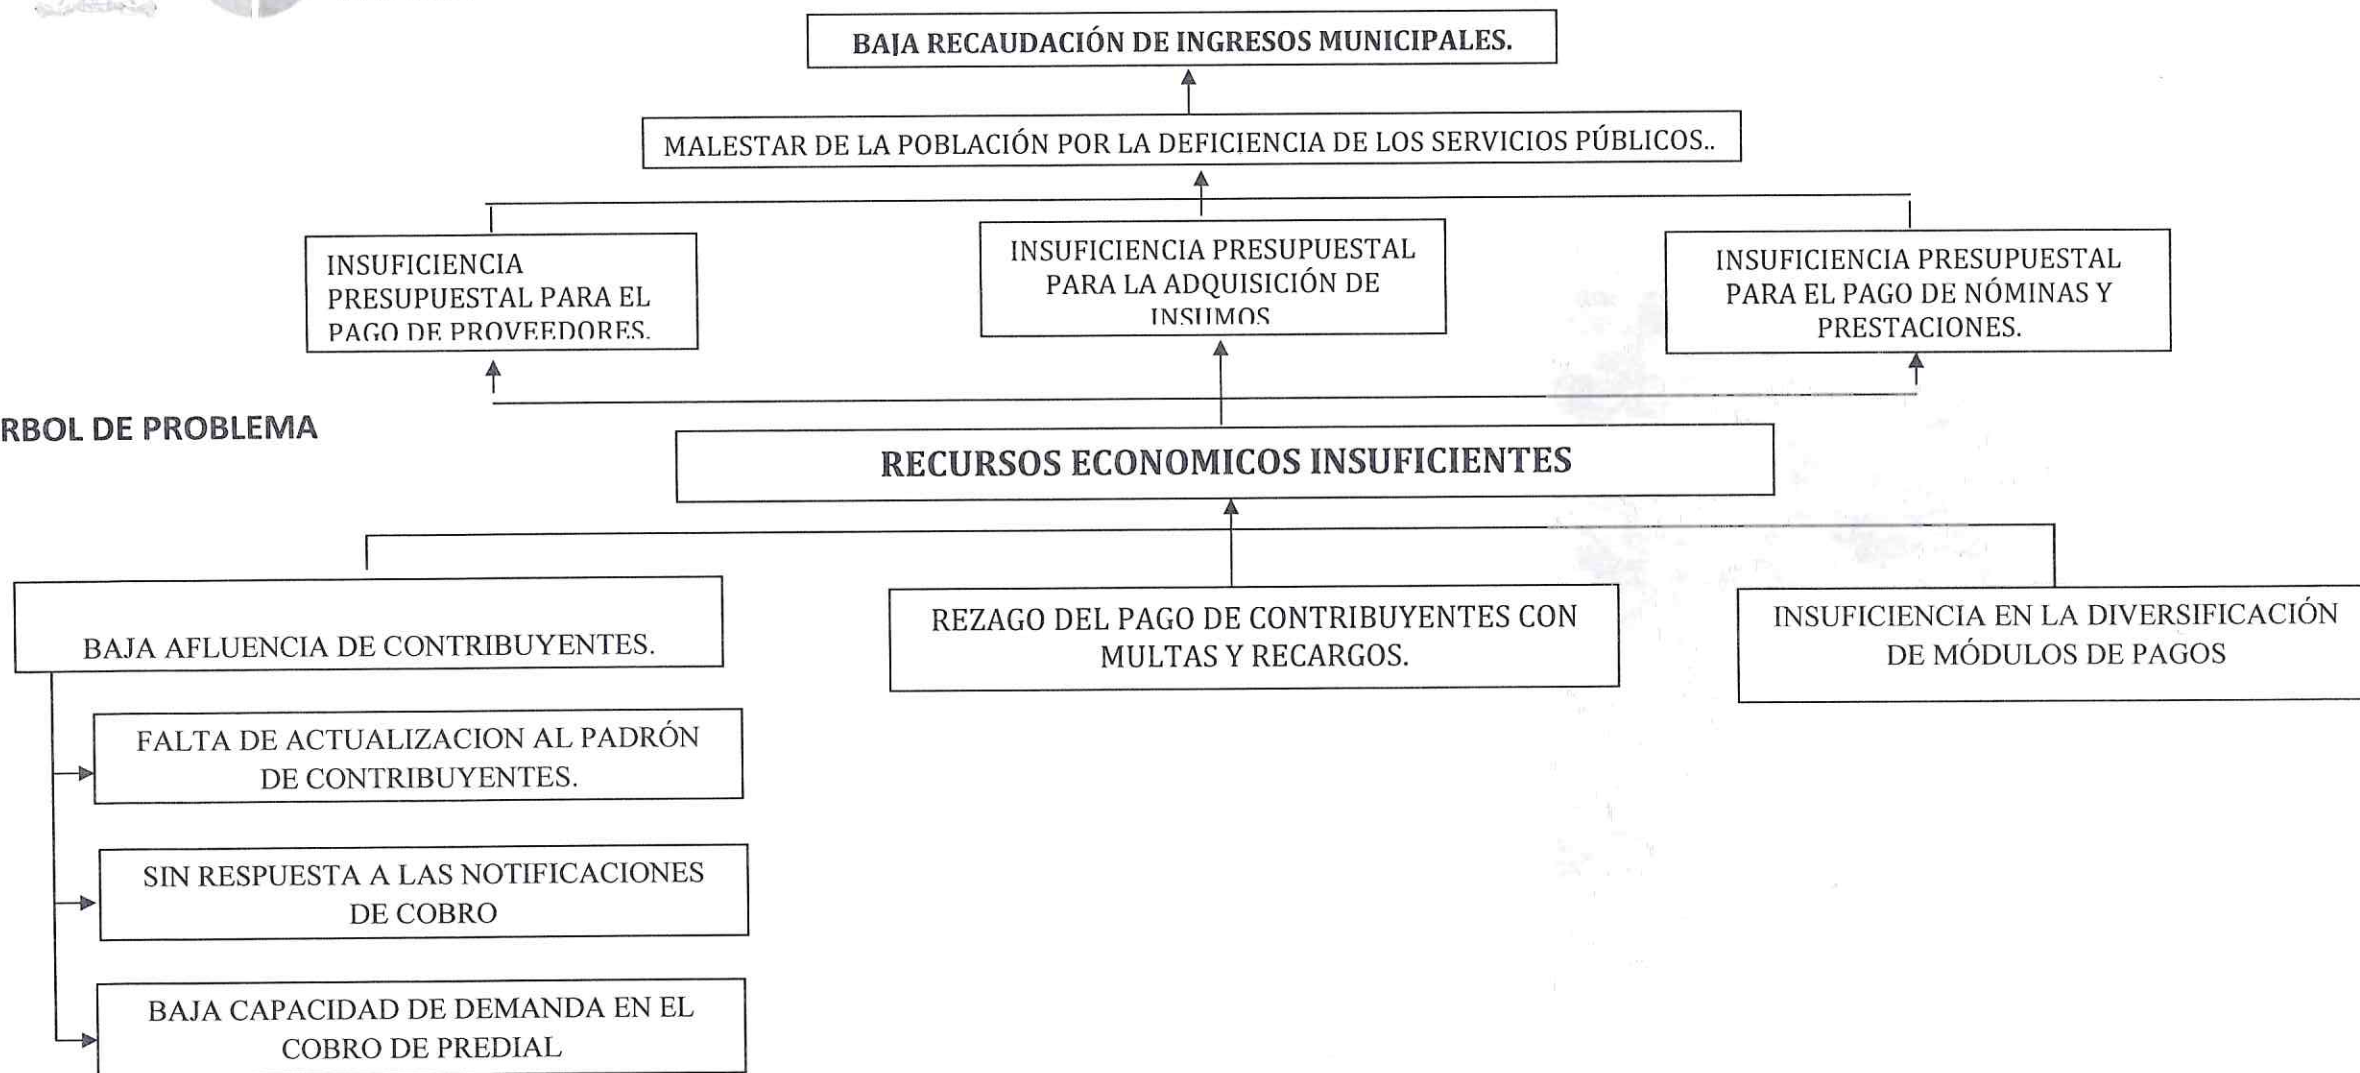 BAJA RECAUDACIÓN DE INGRESOS MUNICIPALES.
MALESTAR DE LA POBLACIÓN POR LA DEFICIENCIA DE LOS SERVICIOS PÚBLICOS..
INSUFICIENCIA
PRESUPUESTAL PARA EL
PAGO DE PROVEEDORES.
INSUFICIENCIA PRESUPUESTAL
PARA LA ADQUISICIÓN DE
INSUMOS
INSUFICIENCIA PRESUPUESTAL
PARA EL PAGO DE NÓMINAS Y
PRESTACIONES.
RBOL DE PROBLEMA
RECURSOS ECONOMICOS INSUFICIENTES
BAJA AFLUENCIA DE CONTRIBUYENTES.
REZAGO DEL PAGO DE CONTRIBUYENTES CON
MULTAS Y RECARGOS.
INSUFICIENCIA EN LA DIVERSIFICACIÓN
DE MÓDULOS DE PAGOS
FALTA DE ACTUALIZACION AL PADRÓN
DE CONTRIBUYENTES.
SIN RESPUESTA A LAS NOTIFICACIONES
DE COBRO
BAJA CAPACIDAD DE DEMANDA EN EL
COBRO DE PREDIAL